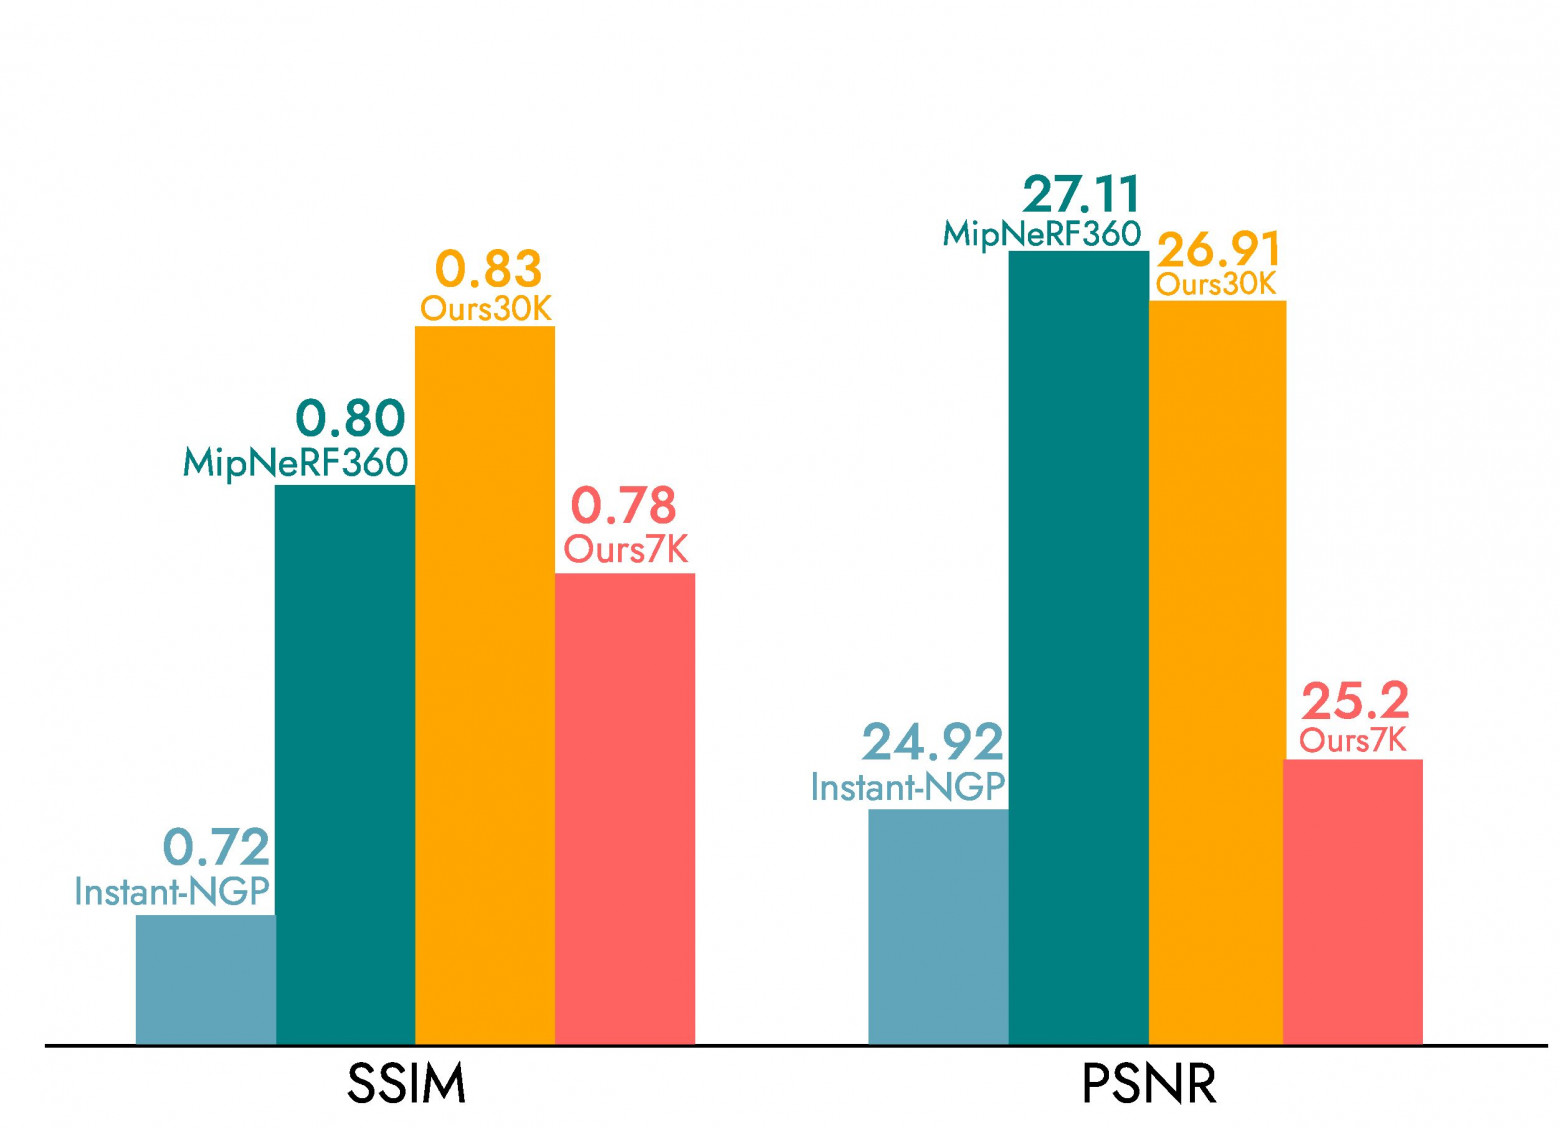 0.72
Instant-NGP
0.80
MipNeRF360
0.83
Ours30K
0.78
Ours7K
SSIM
24.92
Instant-NGP
27.11
MipNeRF360
26.91
Ours30K
25.2
Ours7K
PSNR